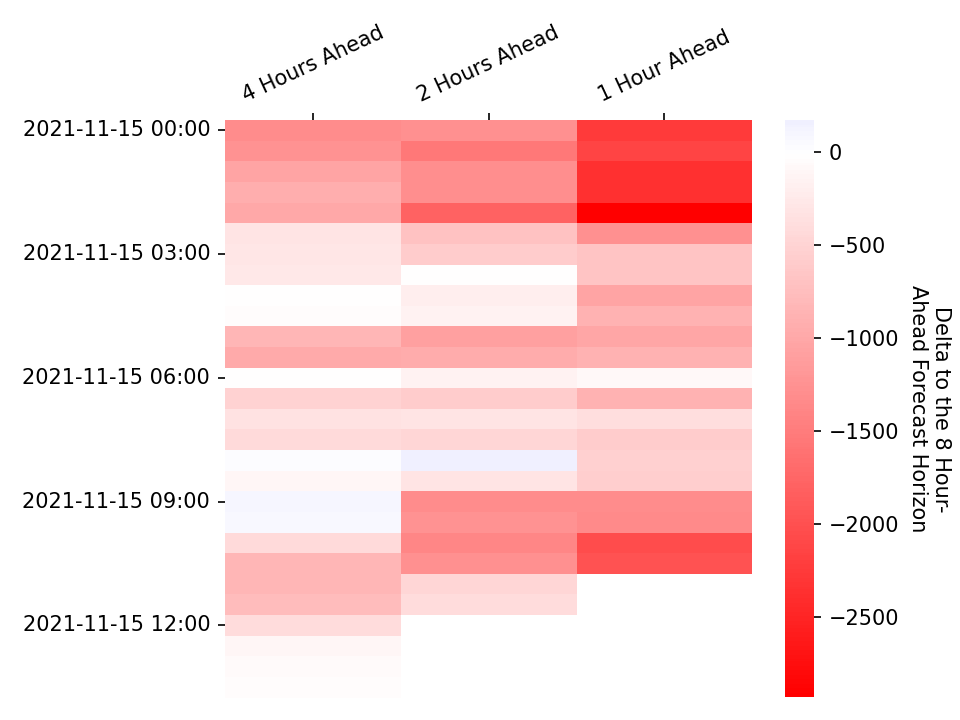 4 Hours Ahead
2 Hours Ahead
1 Hour Ahead
2021-11-15 00:00
2021-11-15 03:00
2021-11-15 06:00
2021-11-15 09:00
2021-11-15 12:00
0
−500
−1000
−1500
−2000
−2500
Delta to the 8 Hour-
Ahead Forecast Horizon